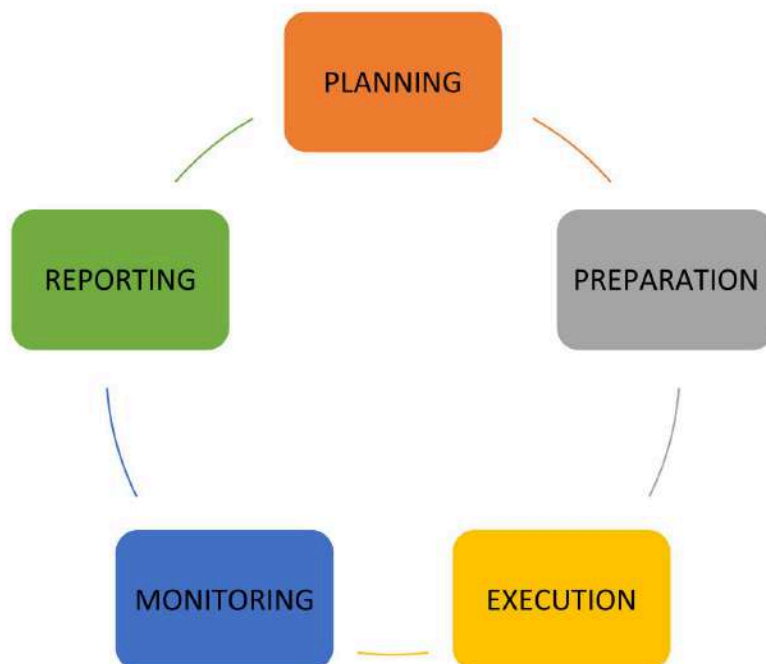 PLANNING
PREPARATION
EXECUTION
MONITORING
REPORTING